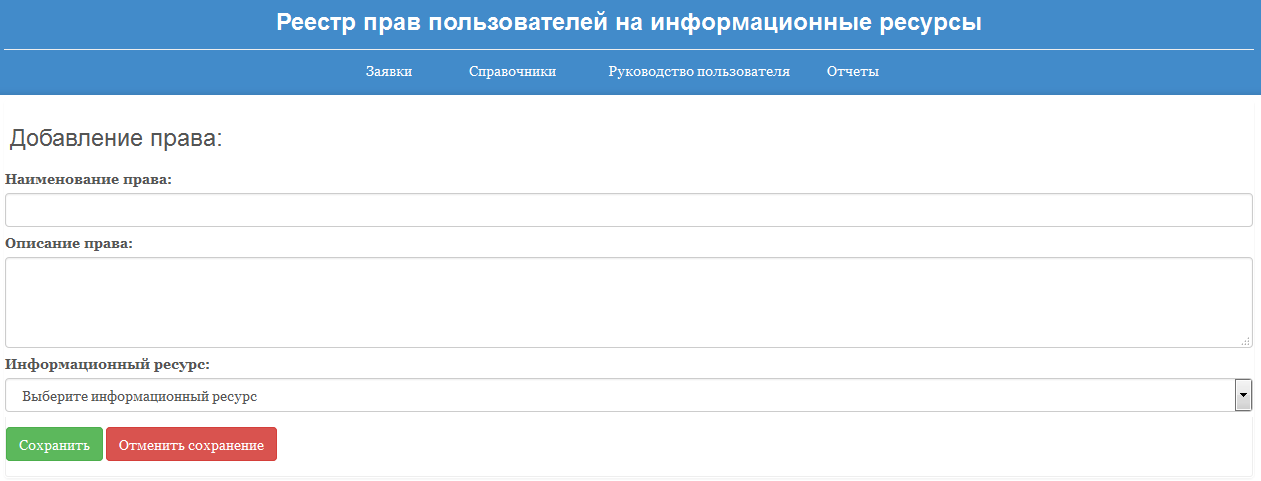 Реестр прав пользователей на информационные ресурсы
Заявки Справочники Руководство пользователя Отчеты
Добавление права:
Наименование права:
Описание права:
Информационный ресурс:
Выберите информационный ресурс
Сохранить Отменить сохранение